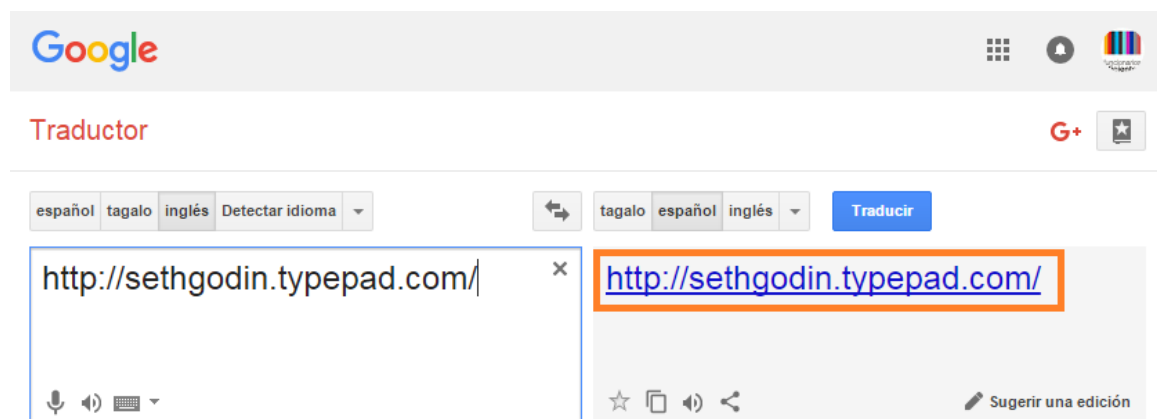 Google
Traductor
G+
español tagalo inglés Detectar idioma
tagalo español inglés
Traducir
http://sethgodin.typepad.com/
http://sethgodin.typepad.com/
Sugerir una edición